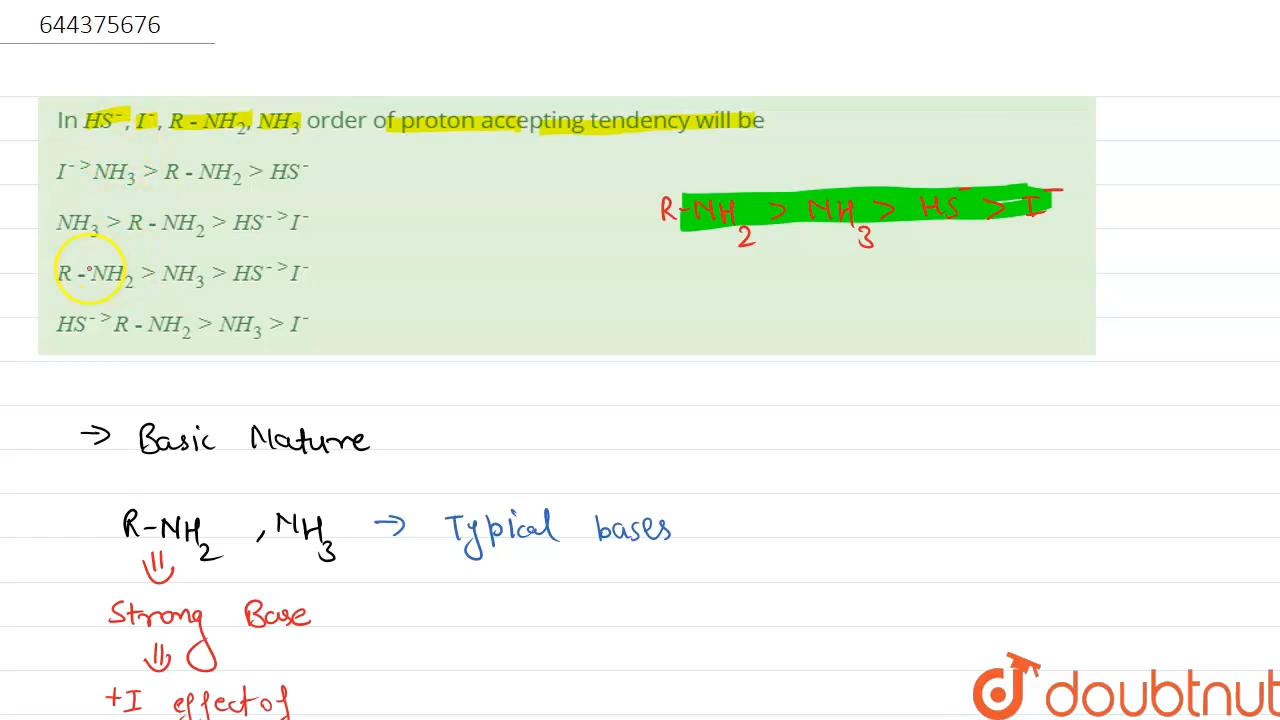 644375676
In HS⁻, I⁻, R - NH₂, NH₃ order of proton accepting tendency will be
I⁻ > NH₃ > R - NH₂ > HS⁻
R-NH₂ > NH₃ > HS⁻ > I⁻
NH₃ > R - NH₂ > HS⁻ > I⁻
R - NH₂ > NH₃ > HS⁻ > I⁻
HS⁻ > R - NH₂ > NH₃ > I⁻
→ Basic Nature
R-NH₂ , NH₃ → Typical bases
Strong Base
+I effect of
doubtnut